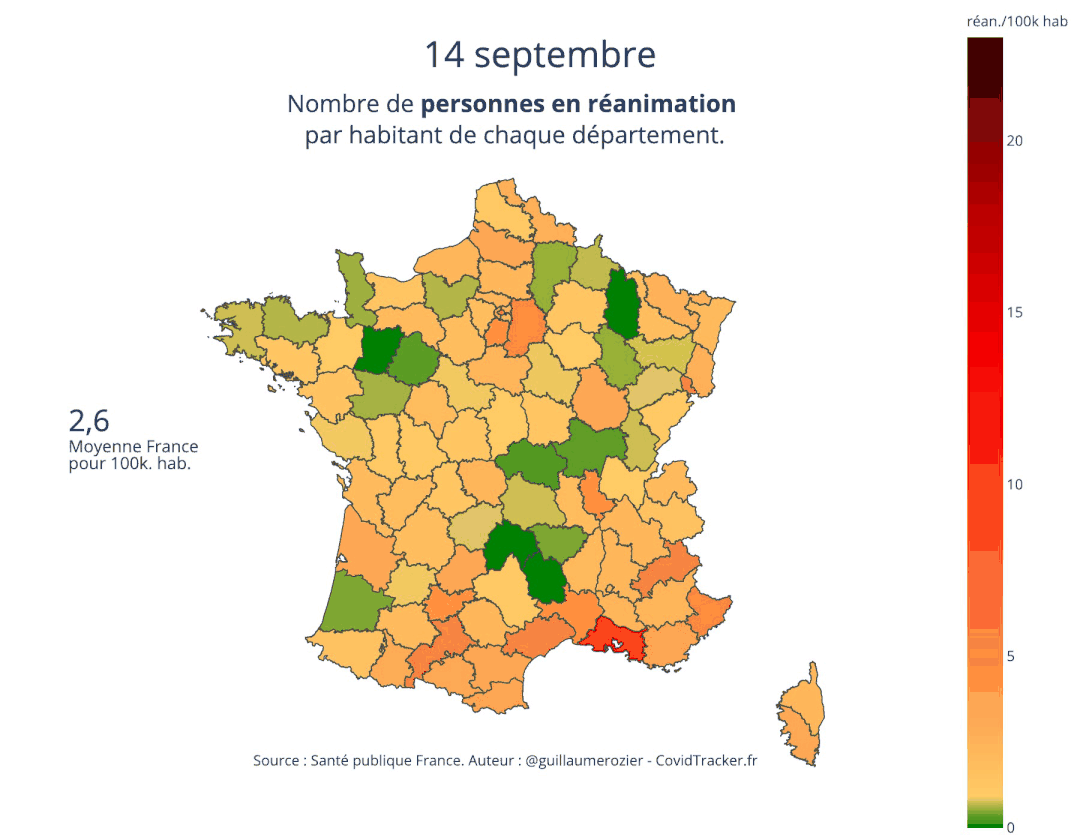 réan./100k hab
14 septembre
Nombre de personnes en réanimation
par habitant de chaque département.
20
15
2,6
Moyenne France
pour 100k. hab.
10
5
Source : Santé publique France. Auteur : @guillaumerozier - CovidTracker.fr
0